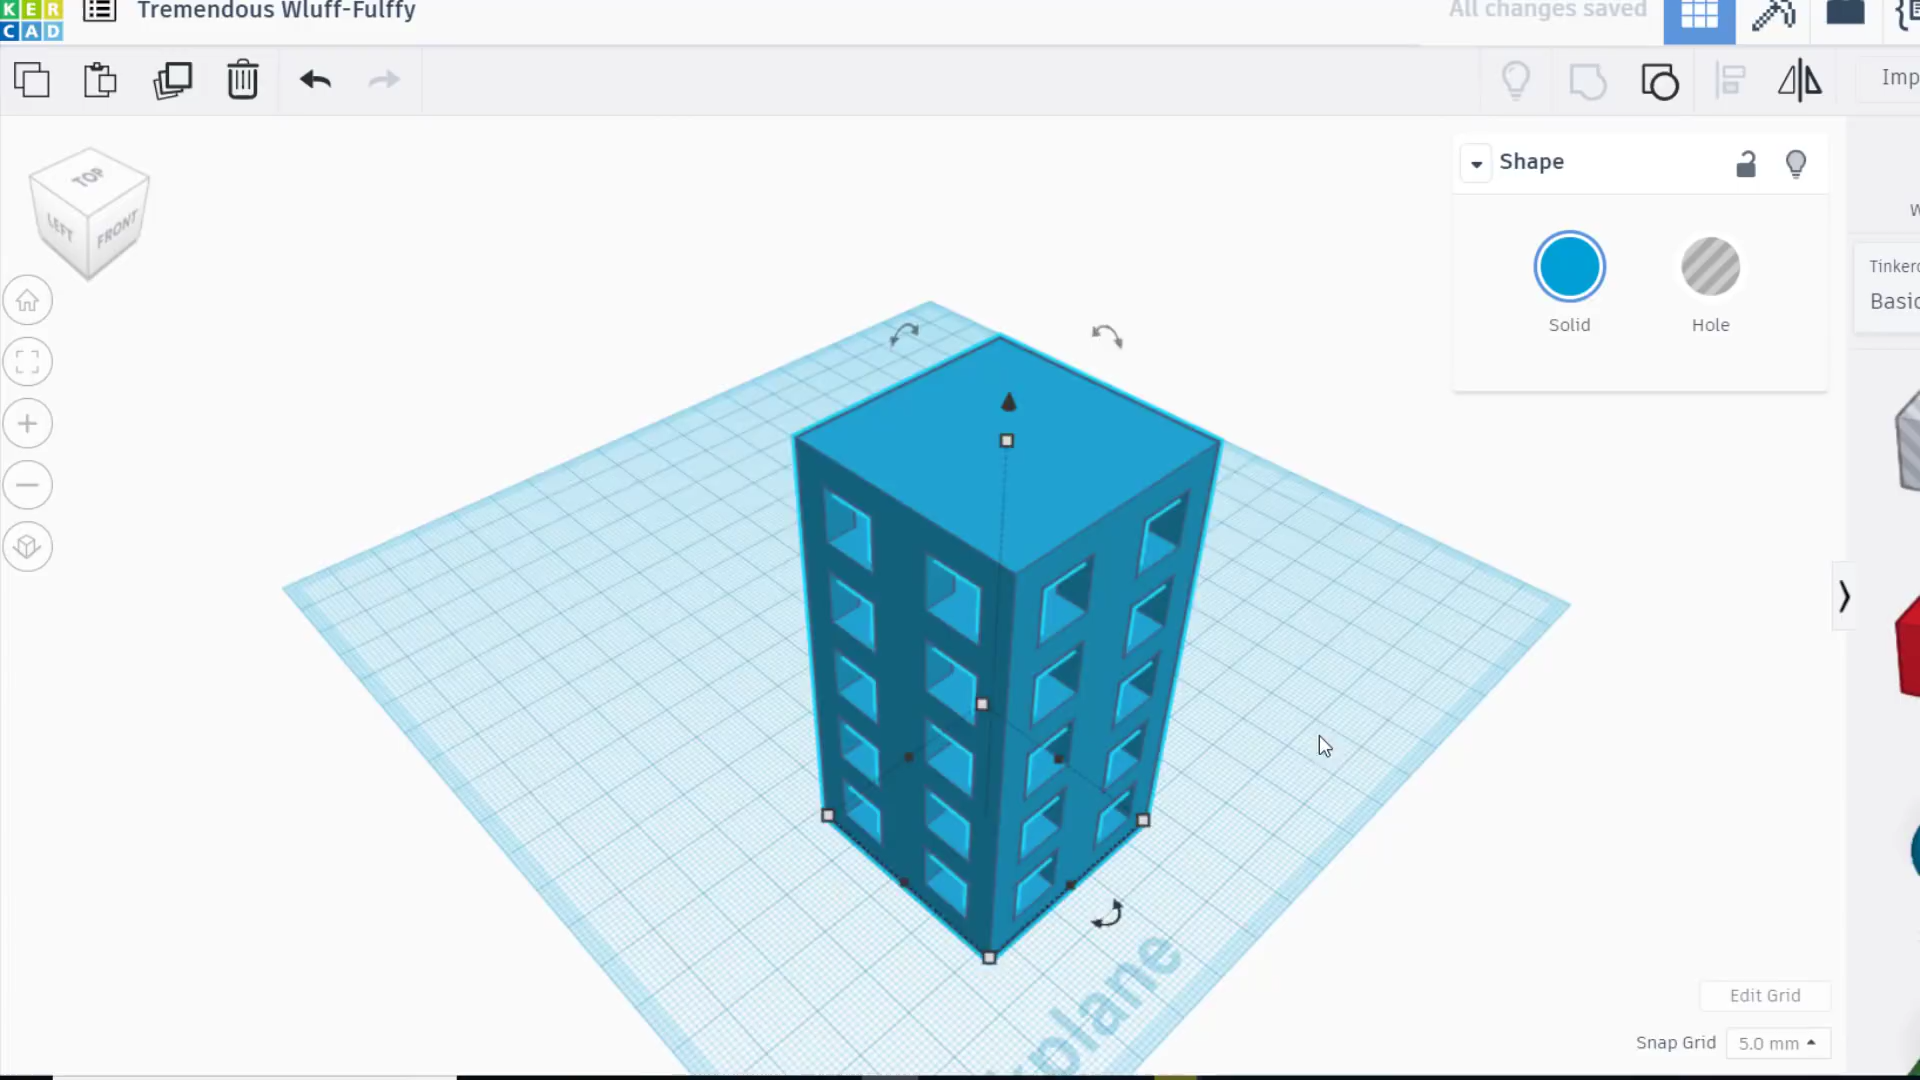 KER
CAD
Tremendous Wluff-Fulffy
All changes saved
Imp
TOP
LEFT
FRONT
Shape
Solid
Hole
W
Tinkerc
Basic
plane
Edit Grid
Snap Grid
5.0 mm